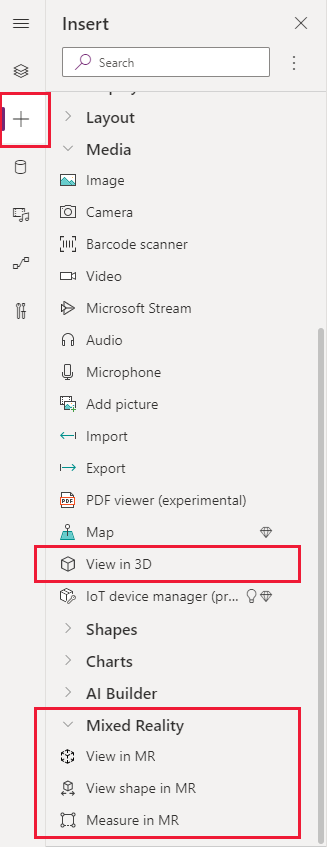 Insert
Search
Layout
Media
Image
Camera
Barcode scanner
Video
Microsoft Stream
Audio
Microphone
Add picture
Import
Export
PDF PDF viewer (experimental)
Map
View in 3D
IoT device manager (pr...
Shapes
Charts
AI Builder
Mixed Reality
View in MR
View shape in MR
Measure in MR